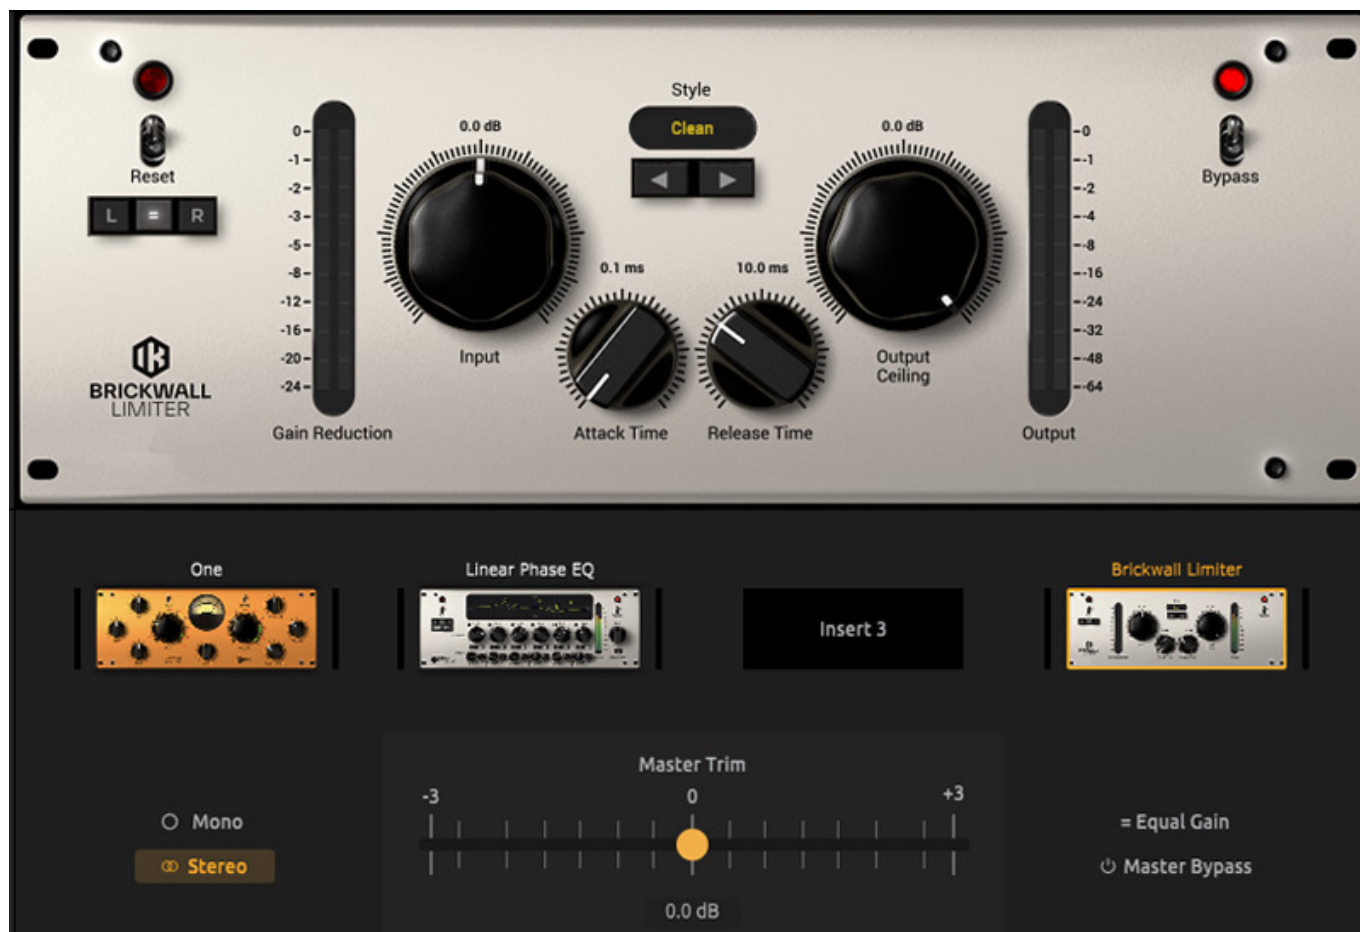 Style
Clean
0.0 dB
0.0 dB
Reset
L = R
Bypass
0
-1
-2
-3
-5
-8
-12
-16
-20
-24
Gain Reduction
Input
0.1 ms
Attack Time
10.0 ms
Release Time
Output
Ceiling
-0
-1
-2
-4
-8
-16
-24
-32
-48
-64
Output
BRICKWALL
LIMITER
One
Linear Phase EQ
Insert 3
Brickwall Limiter
Master Trim
-3
0
+3
0.0 dB
Mono
Stereo
= Equal Gain
Master Bypass